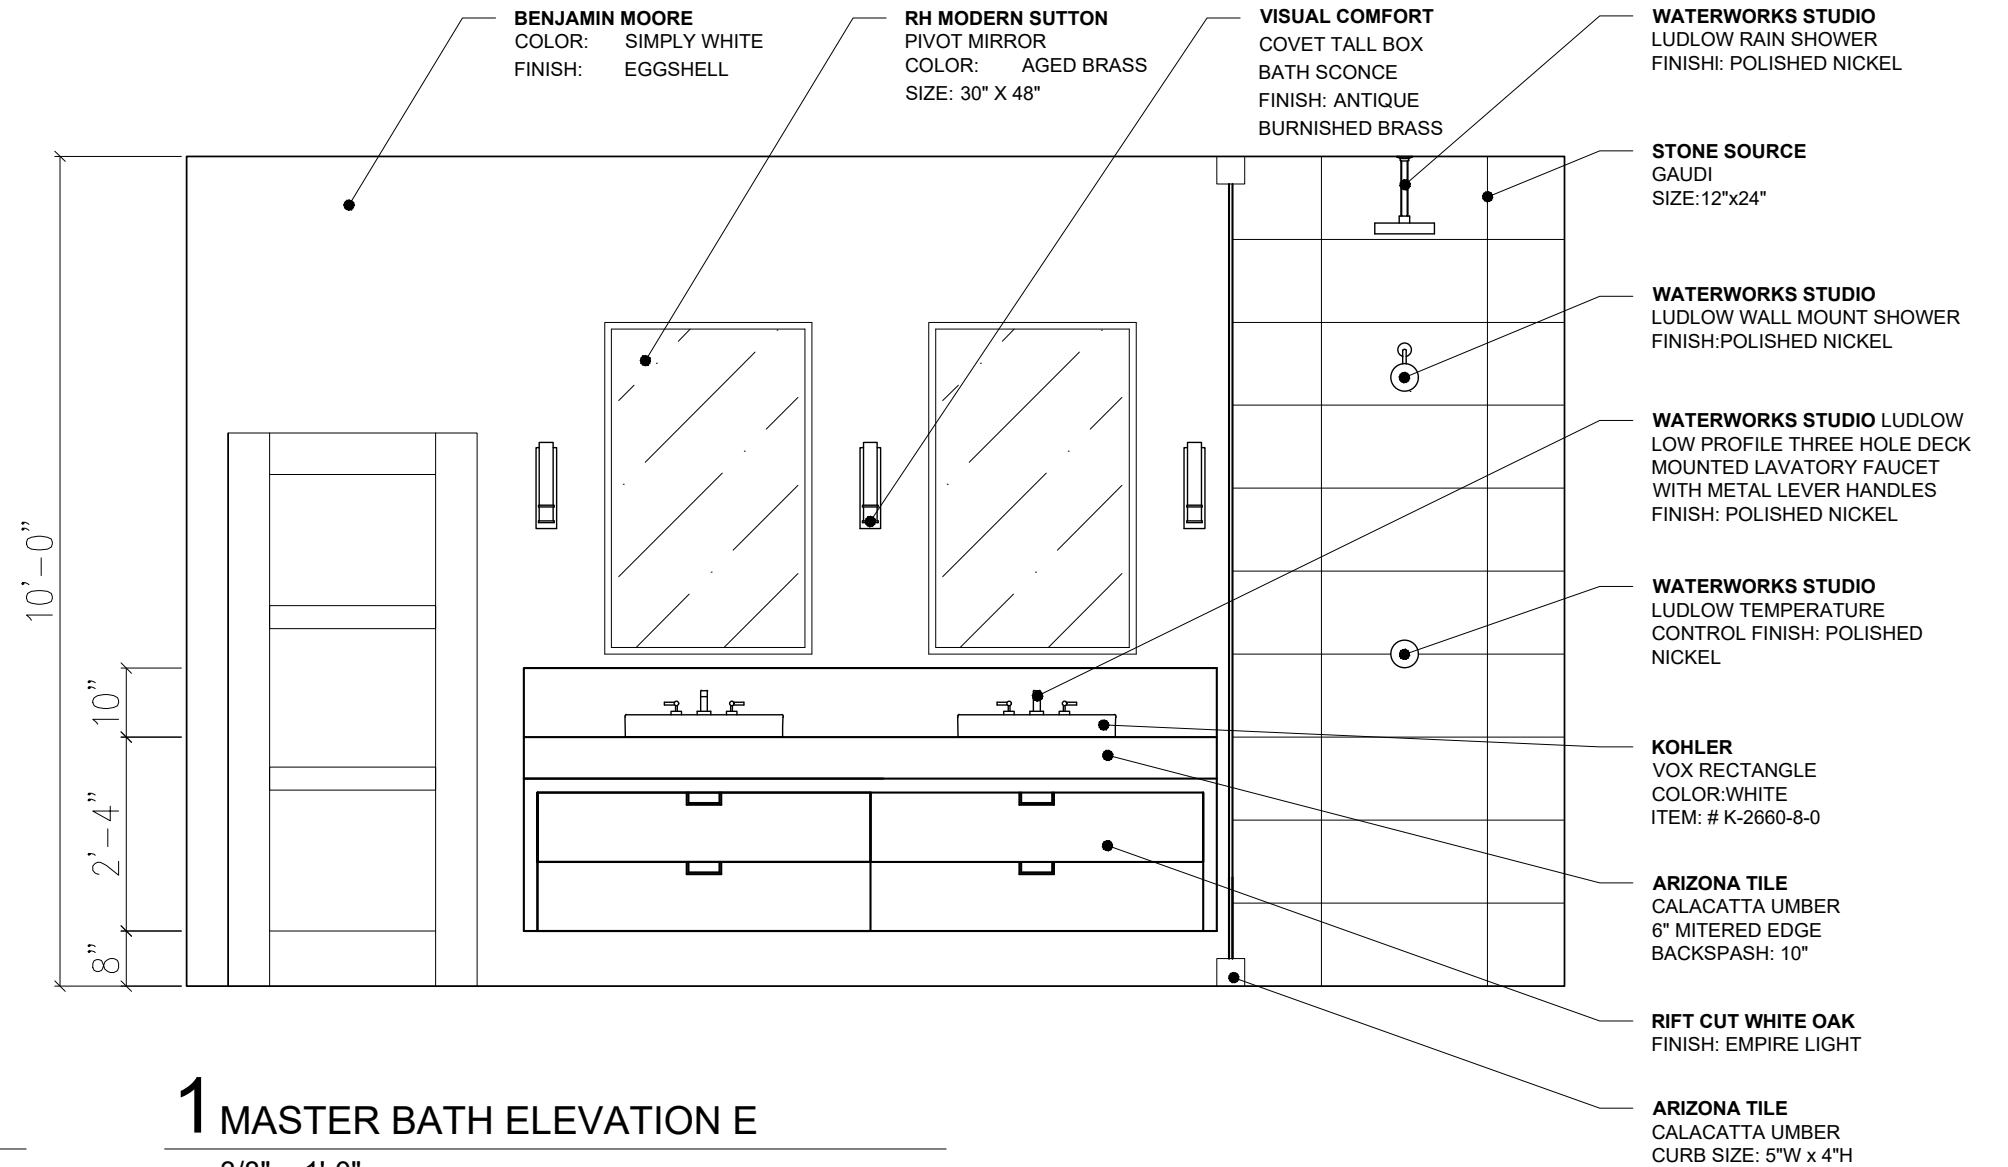 BENJAMIN MOORE
COLOR: SIMPLY WHITE
FINISH: EGGSHELL
RH MODERN SUTTON
PIVOT MIRROR
COLOR: AGED BRASS
SIZE: 30" X 48"
VISUAL COMFORT
COVET TALL BOX
BATH SCONCE
FINISH: ANTIQUE
BURNISHED BRASS
WATERWORKS STUDIO
LUDLOW RAIN SHOWER
FINISHI: POLISHED NICKEL
STONE SOURCE
GAUDI
SIZE:12"x24"
WATERWORKS STUDIO
LUDLOW WALL MOUNT SHOWER
FINISH:POLISHED NICKEL
WATERWORKS STUDIO LUDLOW
LOW PROFILE THREE HOLE DECK
MOUNTED LAVATORY FAUCET
WITH METAL LEVER HANDLES
FINISH: POLISHED NICKEL
WATERWORKS STUDIO
LUDLOW TEMPERATURE
CONTROL FINISH: POLISHED
NICKEL
KOHLER
VOX RECTANGLE
COLOR:WHITE
ITEM: # K-2660-8-0
ARIZONA TILE
CALACATTA UMBER
6" MITERED EDGE
BACKSPASH: 10"
RIFT CUT WHITE OAK
FINISH: EMPIRE LIGHT
ARIZONA TILE
CALACATTA UMBER
CURB SIZE: 5"W x 4"H
10'-0"
10"
2'-4"
8"
1 MASTER BATH ELEVATION E